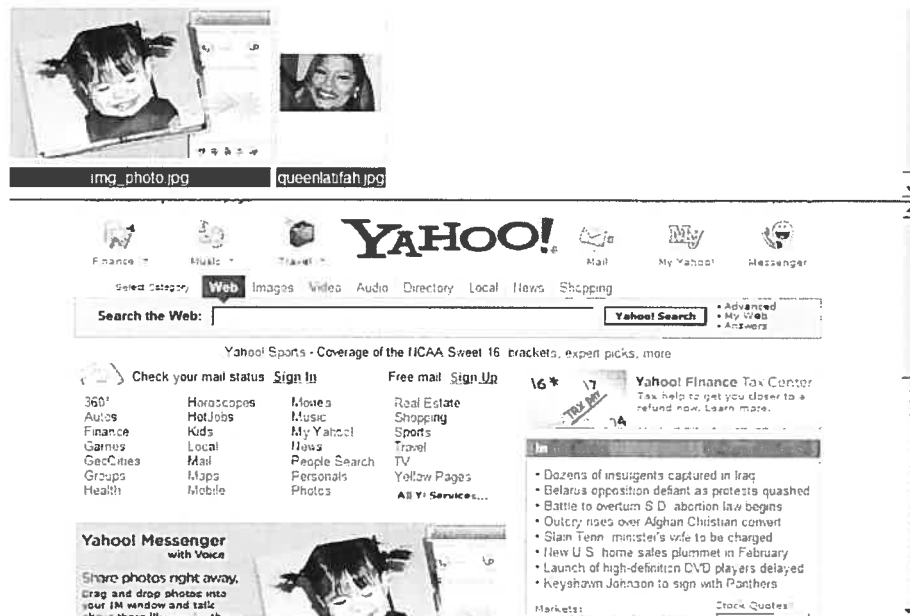 img_photo.jpg queenlatifah.jpg
YAHOO!
Finance Music Travel Mail My Yahoo! Messenger
Select Category Web Images Video Audio Directory Local News Shopping
Search the Web: Yahoo! Search
• Advanced
• My Web
• Answers
Yahoo! Sports - Coverage of the NCAA Sweet 16 brackets, expert picks, more
Check your mail status Sign In Free mail Sign Up
360° Horoscopes Movies Real Estate
Autos HotJobs Music Shopping
Finance Kids My Yahoo! Sports
Games Local News Travel
GeoCities Mail People Search TV
Groups Maps Personals Yellow Pages
Health Mobile Photos All Y! Services...
16 17
TAX DAY
14
Yahoo! Finance Tax Center
Tax help to get you closer to a
refund now. Learn more.
In
• Dozens of insurgents captured in Iraq
• Belarus opposition defiant as protests quashed
• Battle to overturn S.D. abortion law begins
• Outcry rises over Afghan Christian convert
• Slain Tenn. minister's wife to be charged
• New U.S. home sales plummet in February
• Launch of high-definition DVD players delayed
• Keyshawn Johnson to sign with Panthers
Markets: Stock Quotes
Yahoo! Messenger
with Voice
Share photos right away.
Drag and drop photos into
your IM window and talk